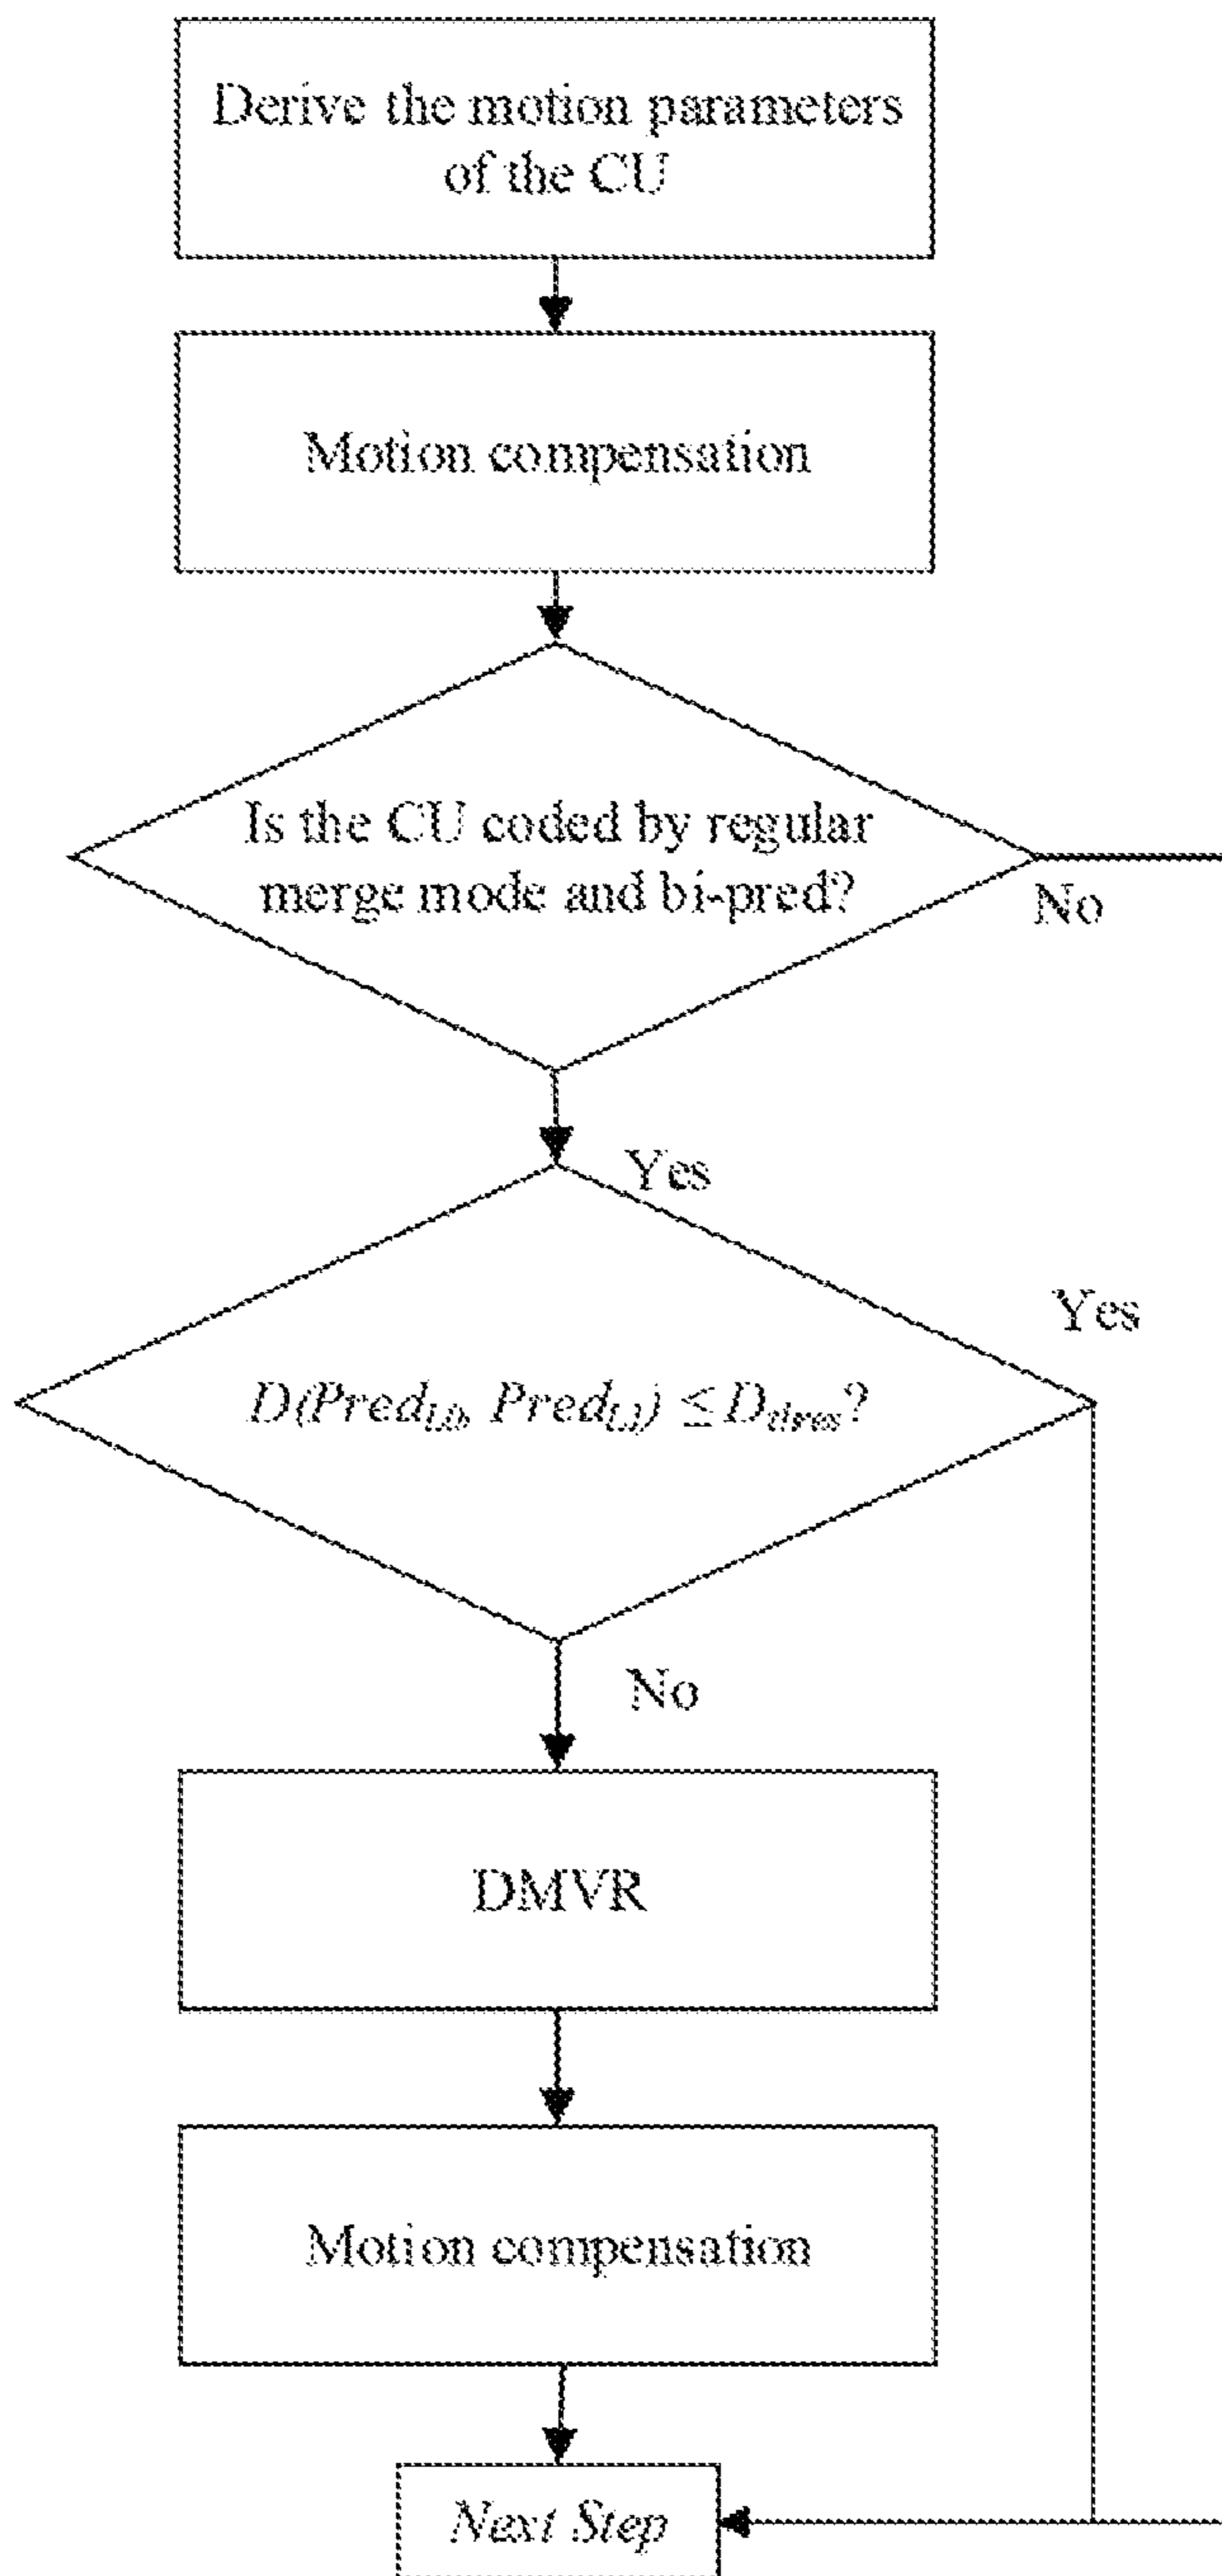 Derive the motion parameters
of the CU
Motion compensation
Is the CU coded by regular
merge mode and bi-pred?
No
Yes
Yes
D(Pred_L0, Pred_L1) ≤ D_thres?
No
DMVR
Motion compensation
Next Step